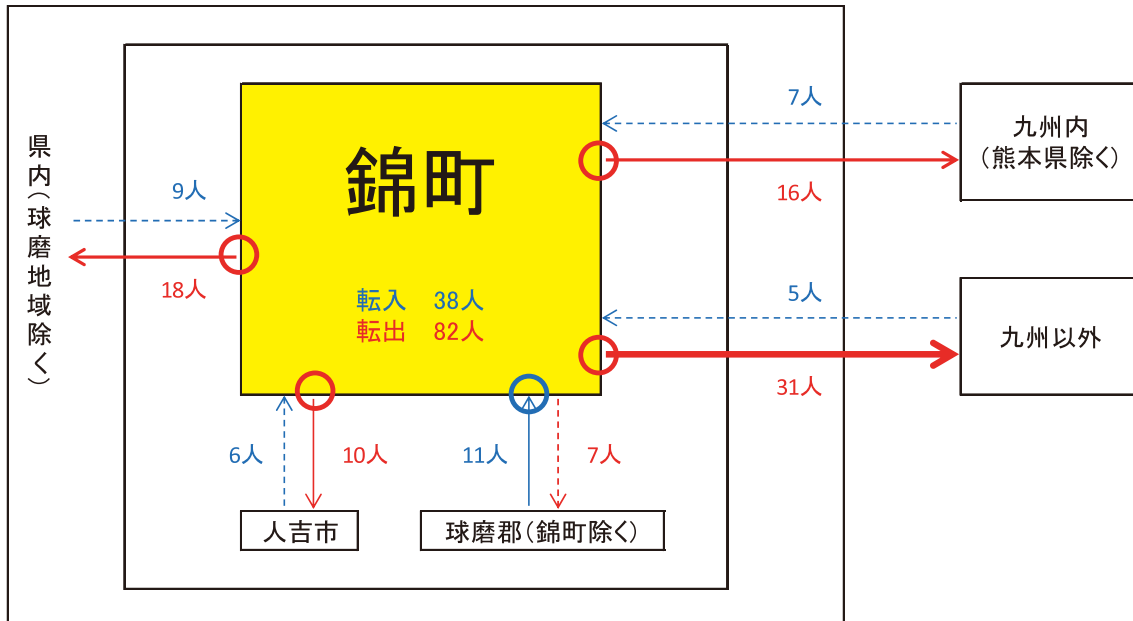 県内（球磨地域除く）
9人
18人
錦町
転入 38人
転出 82人
7人
16人
九州内
（熊本県除く）
5人
31人
九州以外
6人
10人
11人
7人
人吉市
球磨郡（錦町除く）